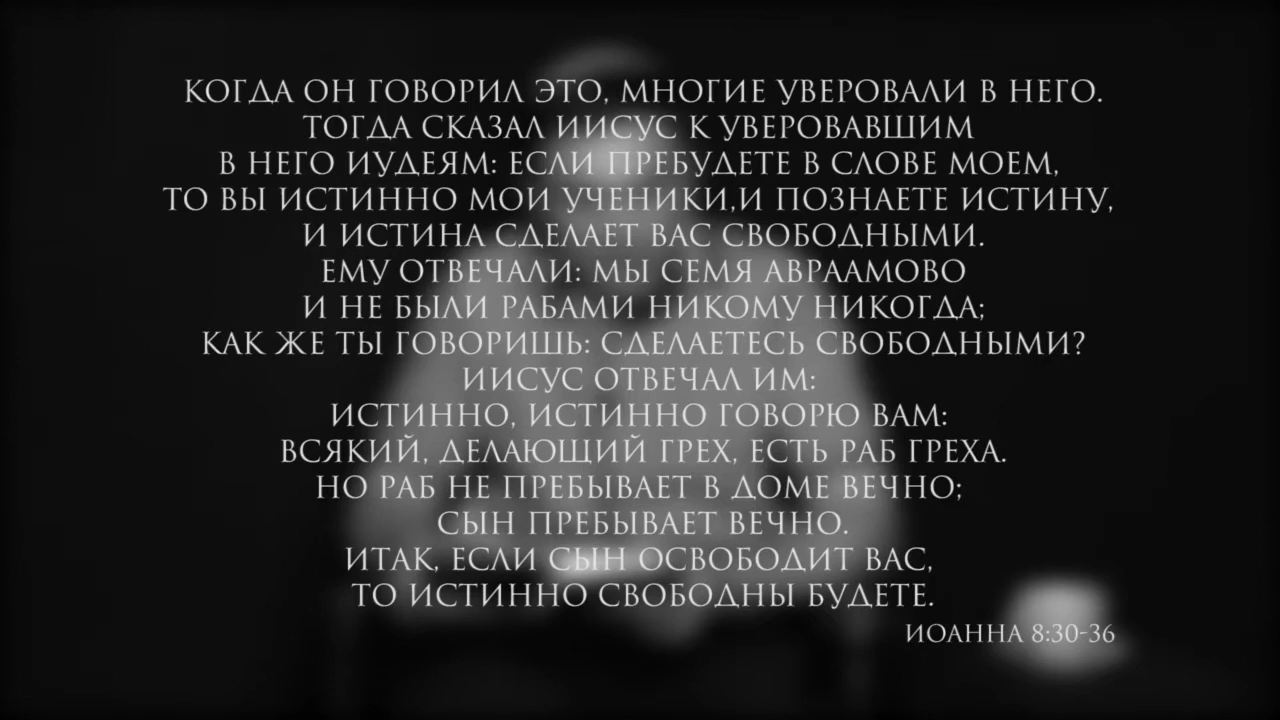 КОГДА ОН ГОВОРИЛ ЭТО, МНОГИЕ УВЕРОВАЛИ В НЕГО.
ТОГДА СКАЗАЛ ИИСУС К УВЕРОВАВШИМ
В НЕГО ИУДЕЯМ: ЕСЛИ ПРЕБУДЕТЕ В СЛОВЕ МОЕМ,
ТО ВЫ ИСТИННО МОИ УЧЕНИКИ,И ПОЗНАЕТЕ ИСТИНУ,
И ИСТИНА СДЕЛАЕТ ВАС СВОБОДНЫМИ.
ЕМУ ОТВЕЧАЛИ: МЫ СЕМЯ АВРААМОВО
И НЕ БЫЛИ РАБАМИ НИКОМУ НИКОГДА;
КАК ЖЕ ТЫ ГОВОРИШЬ: СДЕЛАЕТЕСЬ СВОБОДНЫМИ?
ИИСУС ОТВЕЧАЛ ИМ:
ИСТИННО, ИСТИННО ГОВОРЮ ВАМ:
ВСЯКИЙ, ДЕЛАЮЩИЙ ГРЕХ, ЕСТЬ РАБ ГРЕХА.
НО РАБ НЕ ПРЕБЫВАЕТ В ДОМЕ ВЕЧНО;
СЫН ПРЕБЫВАЕТ ВЕЧНО.
ИТАК, ЕСЛИ СЫН ОСВОБОДИТ ВАС,
ТО ИСТИННО СВОБОДНЫ БУДЕТЕ.
ИОАННА 8:30-36